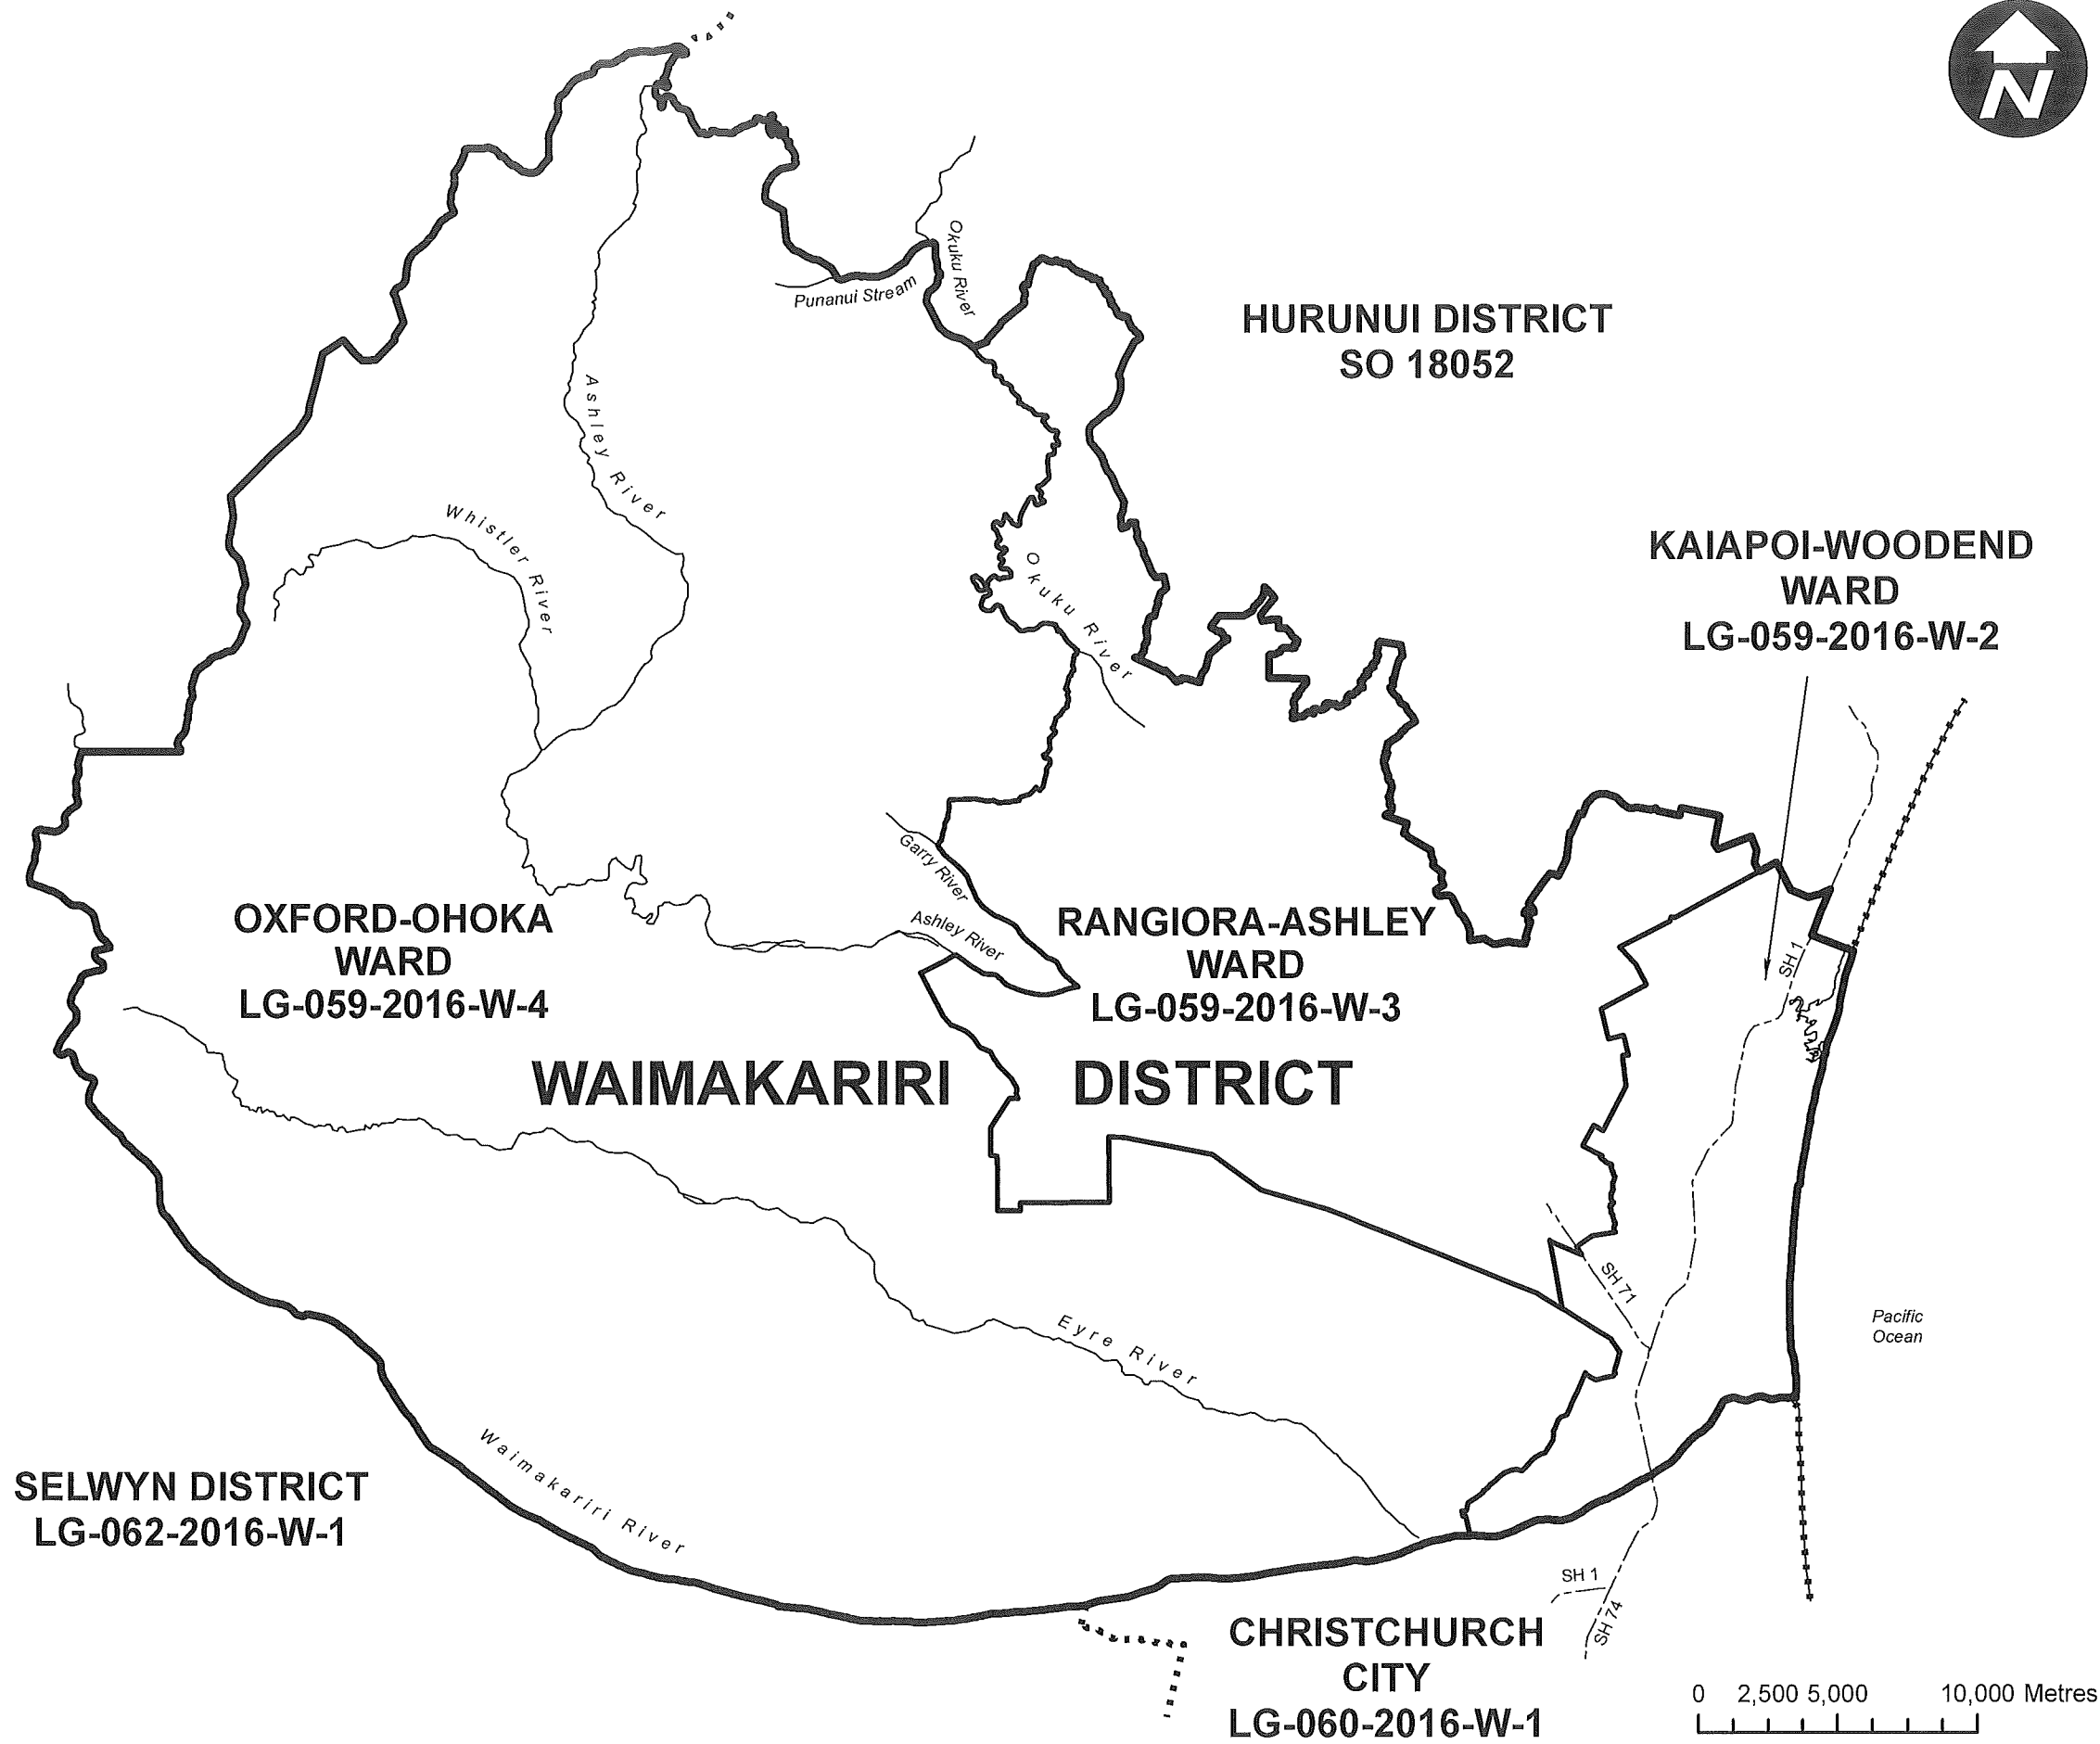 N
Okuku River
Punanui Stream
HURUNUI DISTRICT
SO 18052
Ashley River
Whistler River
Okuku River
KAIAPOI-WOODEND
WARD
LG-059-2016-W-2
Garry River
Ashley River
OXFORD-OHOKA
WARD
LG-059-2016-W-4
RANGIORA-ASHLEY
WARD
LG-059-2016-W-3
SH 1
WAIMAKARIRI DISTRICT
SH 71
Pacific
Ocean
Eyre River
Waimakariri River
SELWYN DISTRICT
LG-062-2016-W-1
SH 1
SH 74
CHRISTCHURCH
CITY
LG-060-2016-W-1
0 2,500 5,000 10,000 Metres